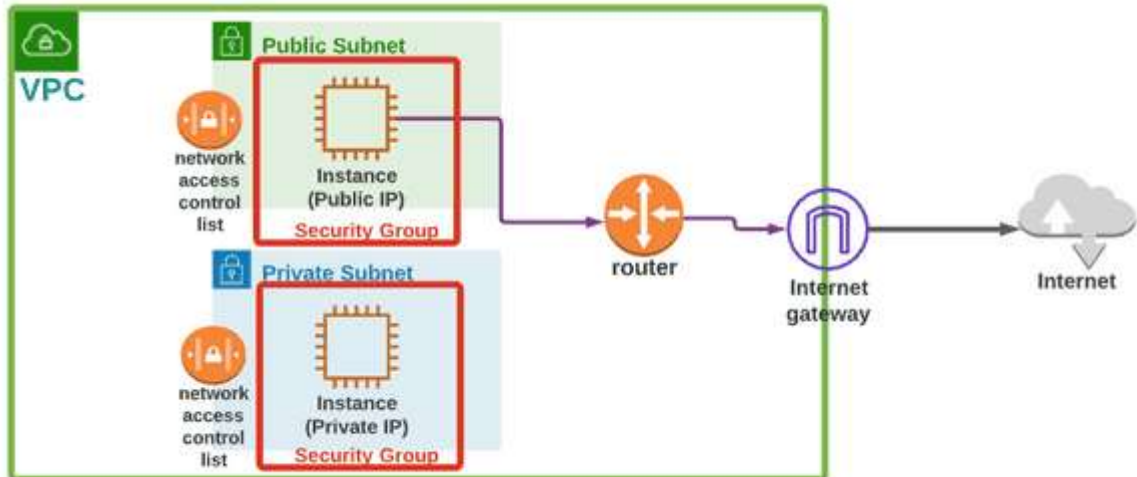 VPC
Public Subnet
network
access
control
list
Instance
(Public IP)
Security Group
Private Subnet
network
access
control
list
Instance
(Private IP)
Security Group
router
Internet
gateway
Internet